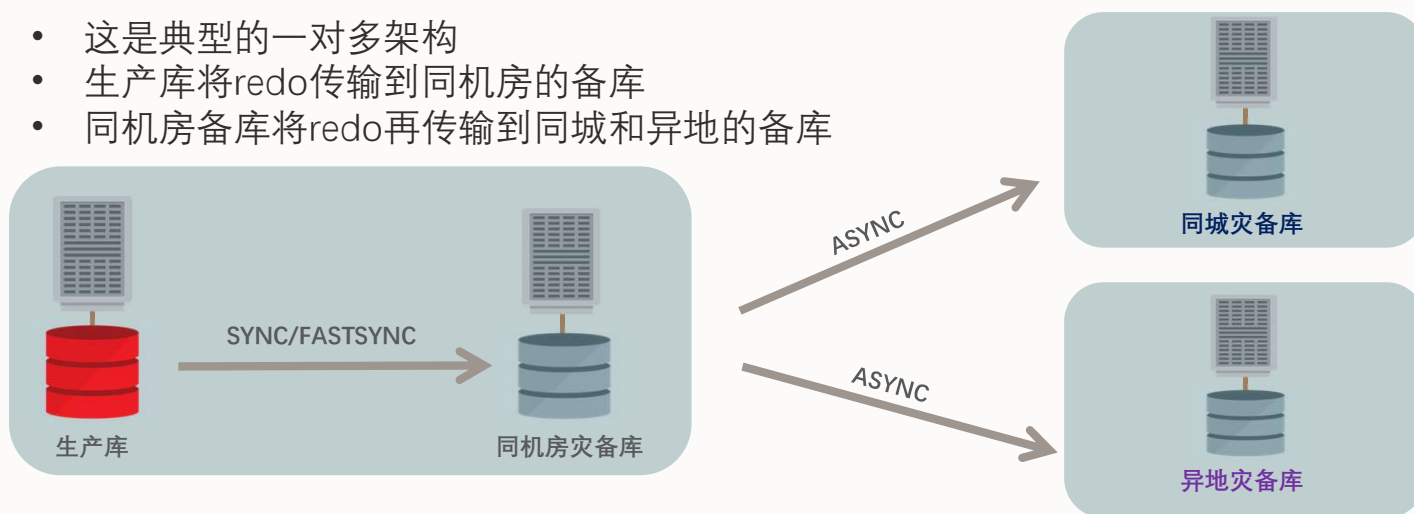 • 这是典型的一对多架构
• 生产库将redo传输到同机房的备库
• 同机房备库将redo再传输到同城和异地的备库
SYNC/FASTSYNC
生产库
同机房灾备库
ASYNC
同城灾备库
ASYNC
异地灾备库